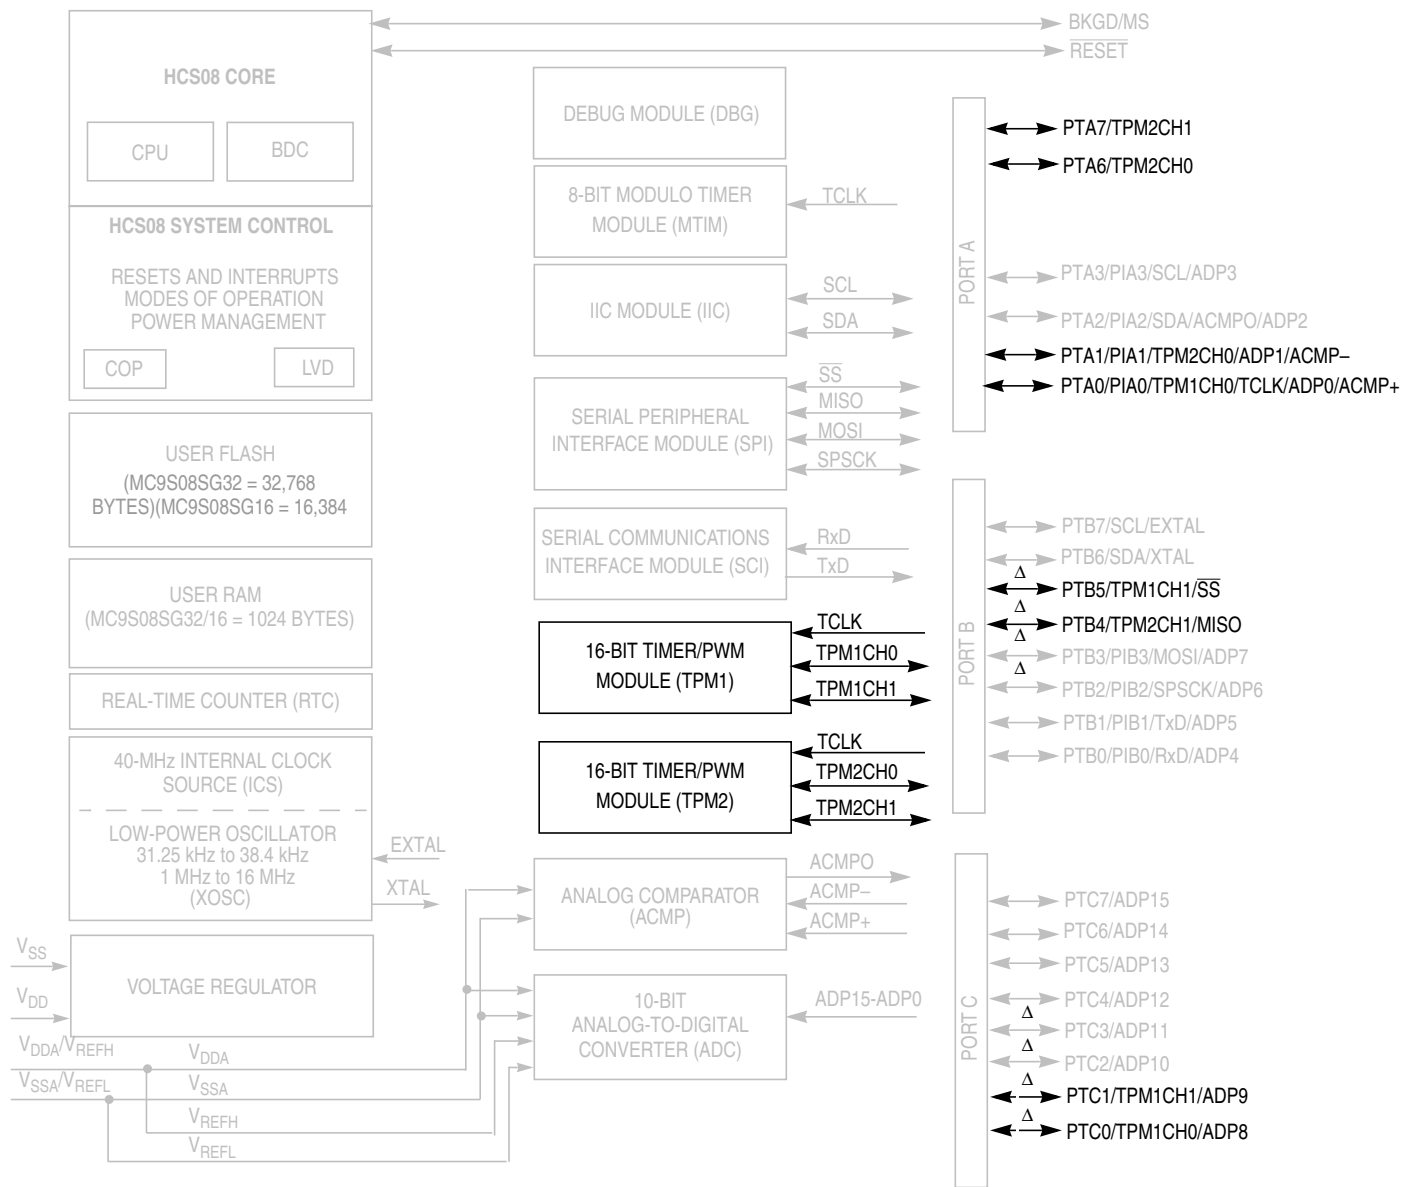 BKGD/MS
RESET
HCS08 CORE
CPU
BDC
HCS08 SYSTEM CONTROL
RESETS AND INTERRUPTS
MODES OF OPERATION
POWER MANAGEMENT
COP
LVD
USER FLASH
(MC9S08SG32 = 32,768
BYTES)(MC9S08SG16 = 16,384
USER RAM
(MC9S08SG32/16 = 1024 BYTES)
REAL-TIME COUNTER (RTC)
40-MHz INTERNAL CLOCK
SOURCE (ICS)
LOW-POWER OSCILLATOR
31.25 kHz to 38.4 kHz
1 MHz to 16 MHz
(XOSC)
EXTAL
XTAL
VSS
VDD
VOLTAGE REGULATOR
VDDA/VREFH
VDDA
VSSA/VREFL
VSSA
VREFH
VREFL
DEBUG MODULE (DBG)
8-BIT MODULO TIMER
MODULE (MTIM)
TCLK
IIC MODULE (IIC)
SCL
SDA
SERIAL PERIPHERAL
INTERFACE MODULE (SPI)
SS
MISO
MOSI
SPSCK
SERIAL COMMUNICATIONS
INTERFACE MODULE (SCI)
RxD
TxD
16-BIT TIMER/PWM
MODULE (TPM1)
TCLK
TPM1CH0
TPM1CH1
16-BIT TIMER/PWM
MODULE (TPM2)
TCLK
TPM2CH0
TPM2CH1
ANALOG COMPARATOR
(ACMP)
ACMPO
ACMP–
ACMP+
10-BIT
ANALOG-TO-DIGITAL
CONVERTER (ADC)
ADP15-ADP0
PORT A
PTA7/TPM2CH1
PTA6/TPM2CH0
PTA3/PIA3/SCL/ADP3
PTA2/PIA2/SDA/ACMPO/ADP2
PTA1/PIA1/TPM2CH0/ADP1/ACMP–
PTA0/PIA0/TPM1CH0/TCLK/ADP0/ACMP+
PORT B
PTB7/SCL/EXTAL
PTB6/SDA/XTAL
Δ
PTB5/TPM1CH1/SS
Δ
PTB4/TPM2CH1/MISO
Δ
PTB3/PIB3/MOSI/ADP7
Δ
PTB2/PIB2/SPSCK/ADP6
PTB1/PIB1/TxD/ADP5
PTB0/PIB0/RxD/ADP4
PORT C
PTC7/ADP15
PTC6/ADP14
PTC5/ADP13
PTC4/ADP12
Δ
PTC3/ADP11
Δ
PTC2/ADP10
Δ
PTC1/TPM1CH1/ADP9
Δ
PTC0/TPM1CH0/ADP8